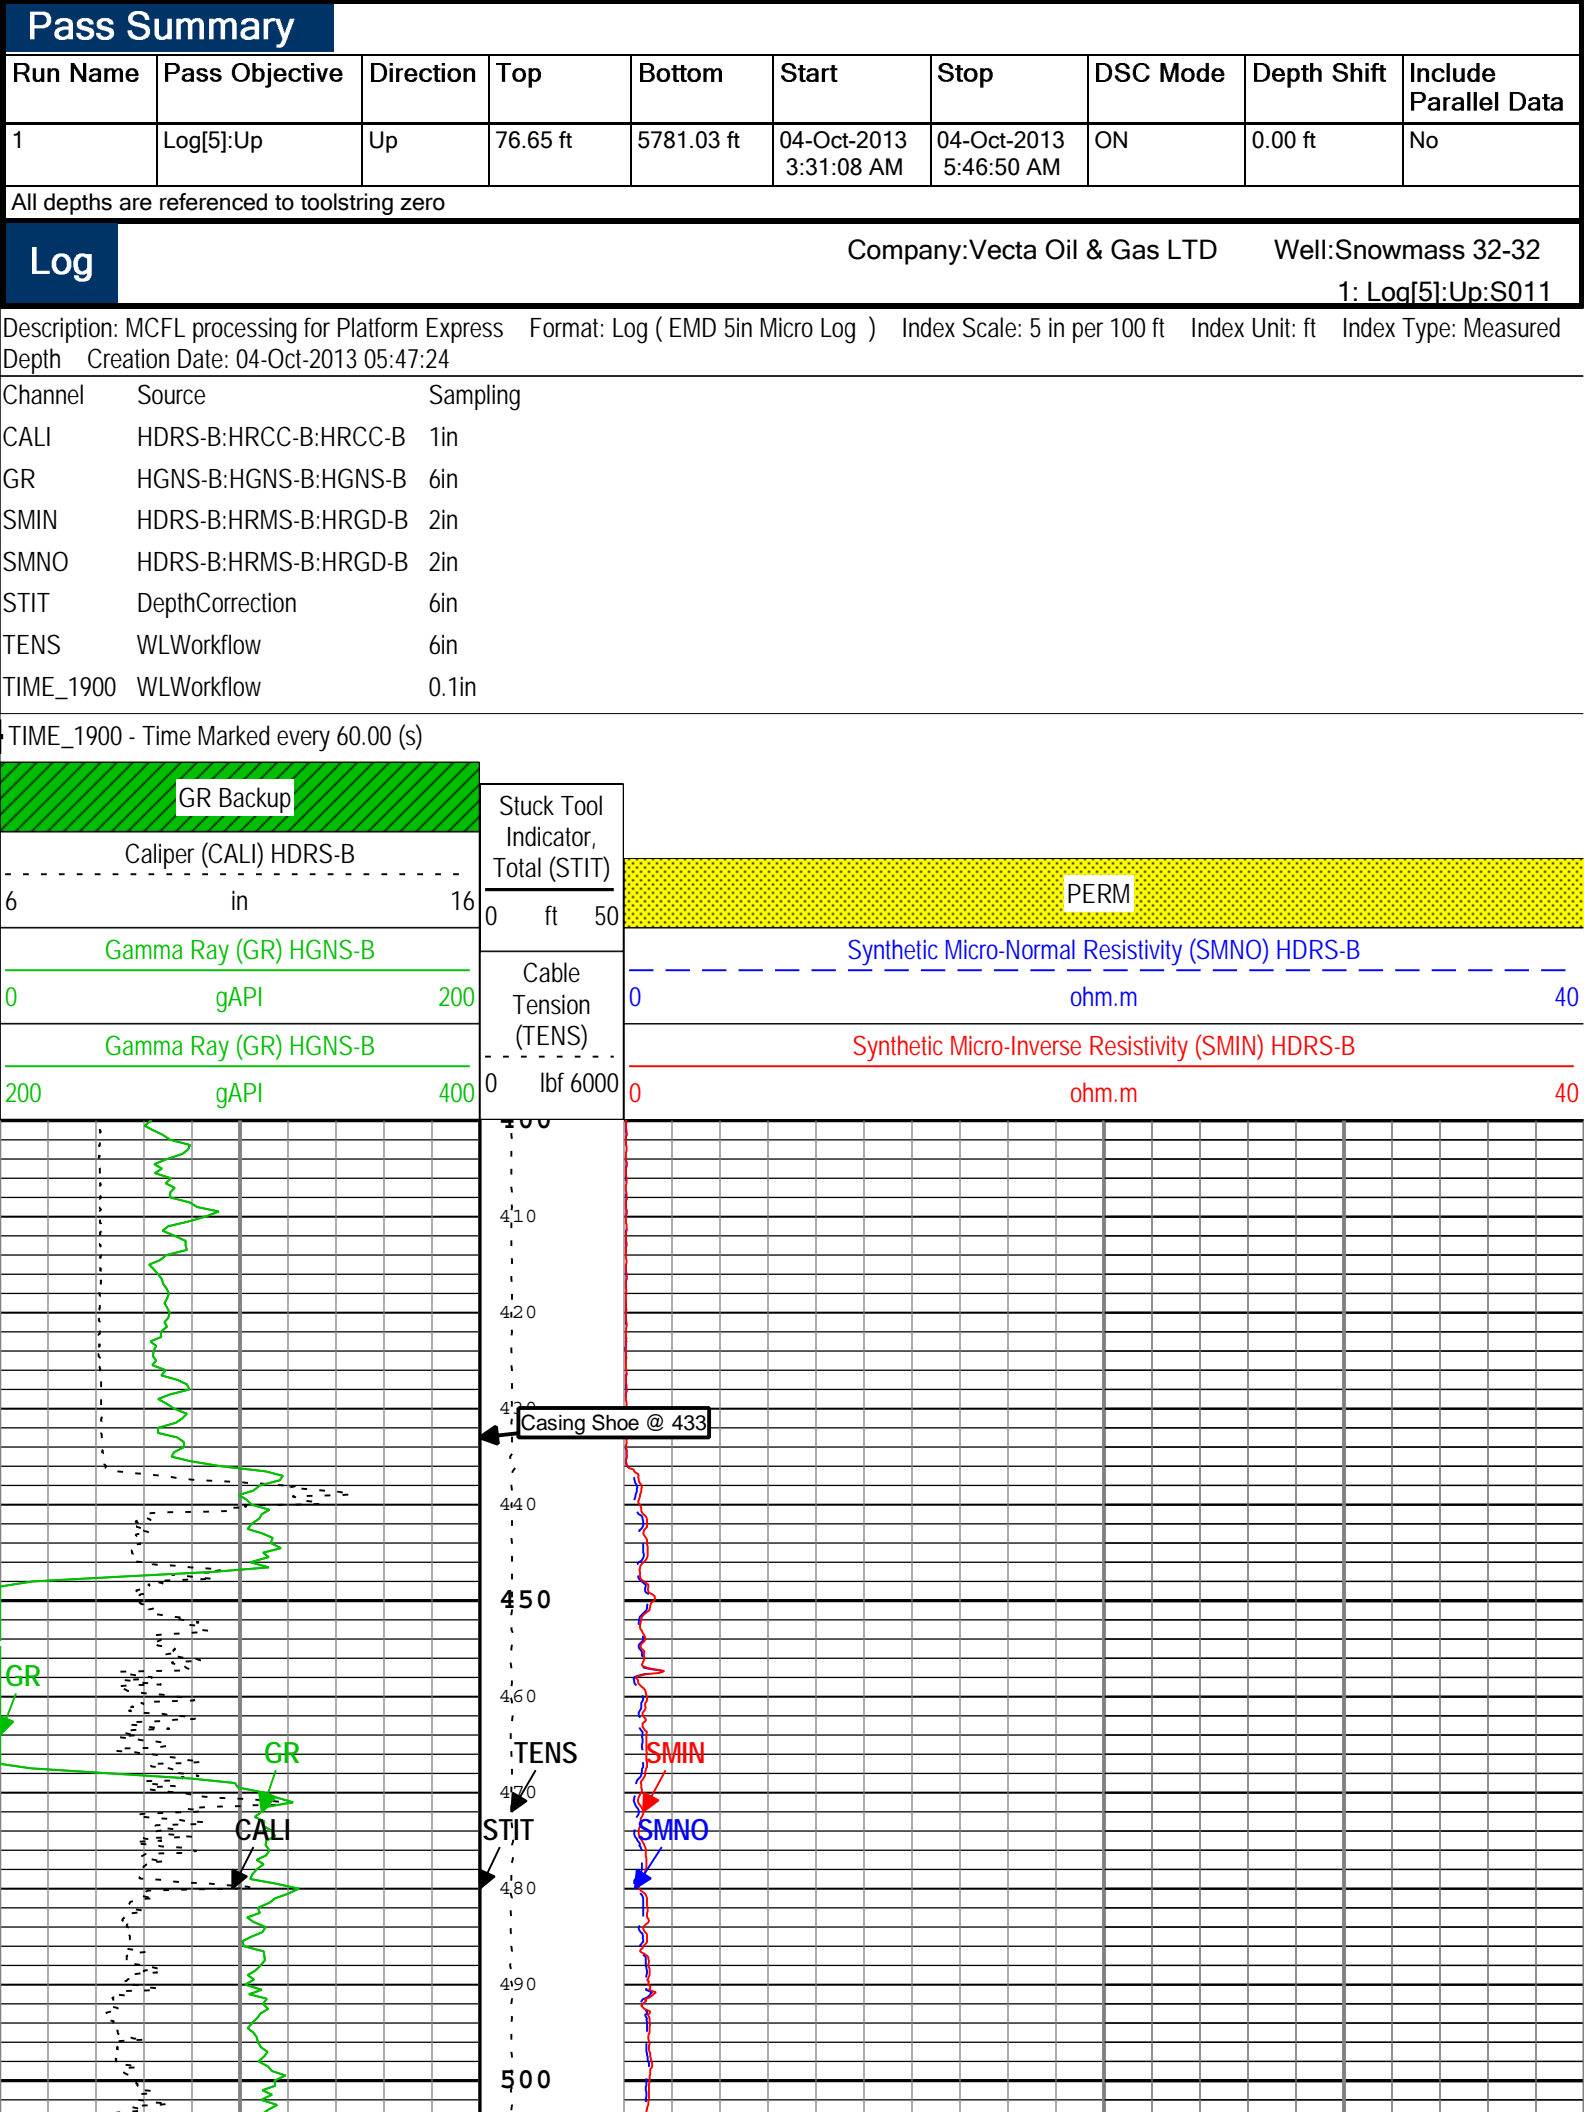 Pass Summary
Run Name Pass Objective Direction Top Bottom Start Stop DSC Mode Depth Shift Include Parallel Data
1 Log[5]:Up Up 76.65 ft 5781.03 ft 04-Oct-2013 3:31:08 AM 04-Oct-2013 5:46:50 AM ON 0.00 ft No
All depths are referenced to toolstring zero
Log
Company:Vecta Oil & Gas LTD Well:Snowmass 32-32
1: Log[5]:Up:S011
Description: MCFL processing for Platform Express Format: Log ( EMD 5in Micro Log ) Index Scale: 5 in per 100 ft Index Unit: ft Index Type: Measured
Depth Creation Date: 04-Oct-2013 05:47:24
Channel Source Sampling
CALI HDRS-B:HRCC-B:HRCC-B 1in
GR HGNS-B:HGNS-B:HGNS-B 6in
SMIN HDRS-B:HRMS-B:HRGD-B 2in
SMNO HDRS-B:HRMS-B:HRGD-B 2in
STIT DepthCorrection 6in
TENS WLWorkflow 6in
TIME_1900 WLWorkflow 0.1in
TIME_1900 - Time Marked every 60.00 (s)
GR Backup
Caliper (CALI) HDRS-B
6 in 16
Gamma Ray (GR) HGNS-B
0 gAPI 200
Gamma Ray (GR) HGNS-B
200 gAPI 400
Stuck Tool
Indicator,
Total (STIT)
0 ft 50
Cable
Tension
(TENS)
0 lbf 6000
PERM
Synthetic Micro-Normal Resistivity (SMNO) HDRS-B
0 ohm.m 40
Synthetic Micro-Inverse Resistivity (SMIN) HDRS-B
0 ohm.m 40
400
410
420
430
Casing Shoe @ 433
440
450
GR
460
GR TENS SMIN
470
CALI STIT SMNO
480
490
500